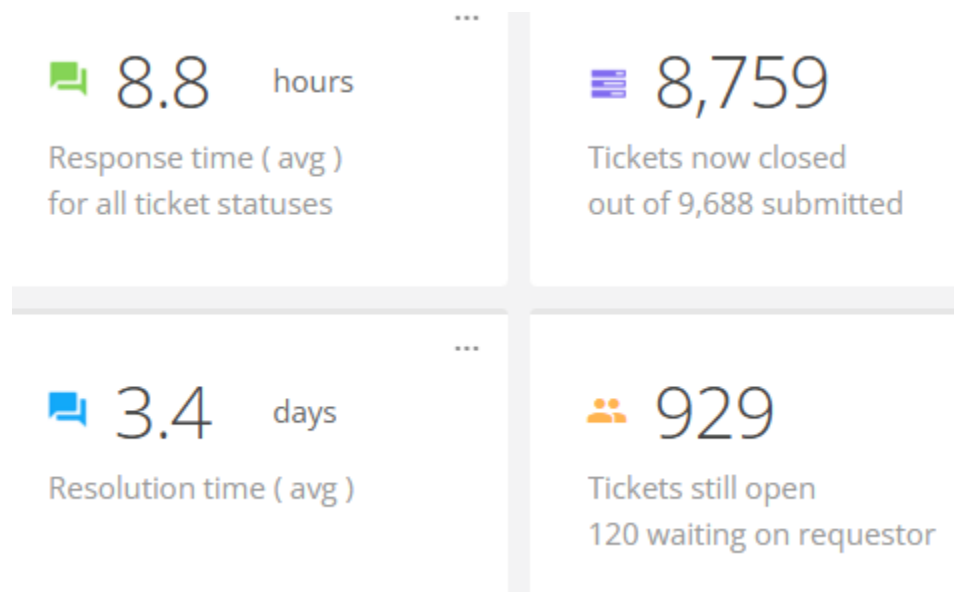 ...
8.8 hours
Response time ( avg )
for all ticket statuses
8,759
Tickets now closed
out of 9,688 submitted
...
3.4 days
Resolution time ( avg )
929
Tickets still open
120 waiting on requestor